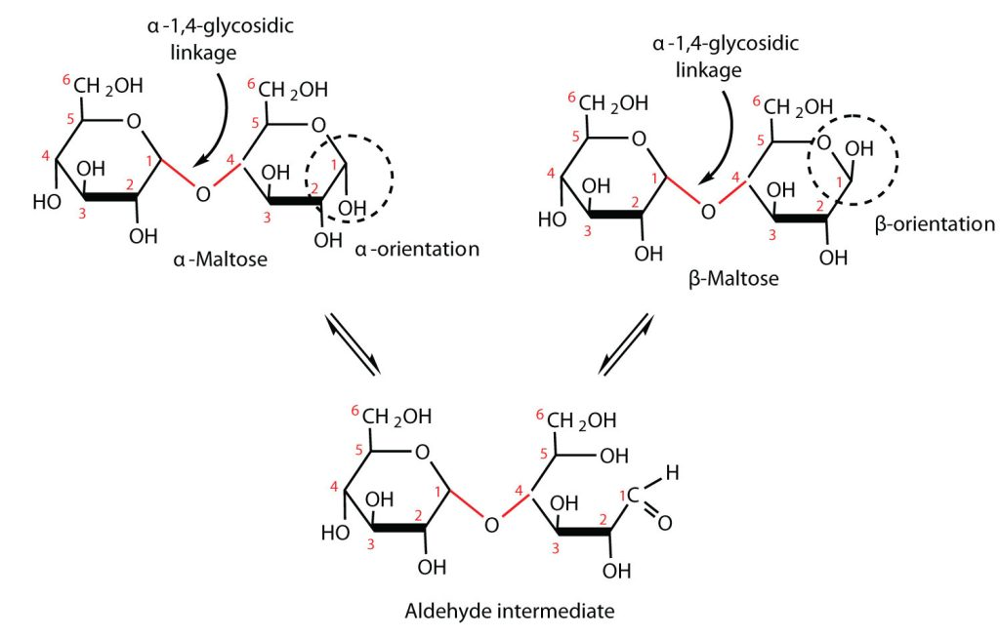 α-1,4-glycosidic
linkage
6 CH 2OH
5 O
4 OH 1
HO 3 2
OH
O
6 CH 2OH
5 O
4 OH 1
3 2 OH
OH
α-orientation
α-Maltose
α-1,4-glycosidic
linkage
6 CH 2OH
5 O
4 OH 1
HO 3 2
OH
O
6 CH 2OH
5 O OH
4 OH 1
3 2
OH
β-orientation
β-Maltose
6 CH 2OH
5 O
4 OH 1
HO 3 2
OH
O
6 CH 2OH
5 OH
4 OH 1 C H
3 2 O
OH
Aldehyde intermediate